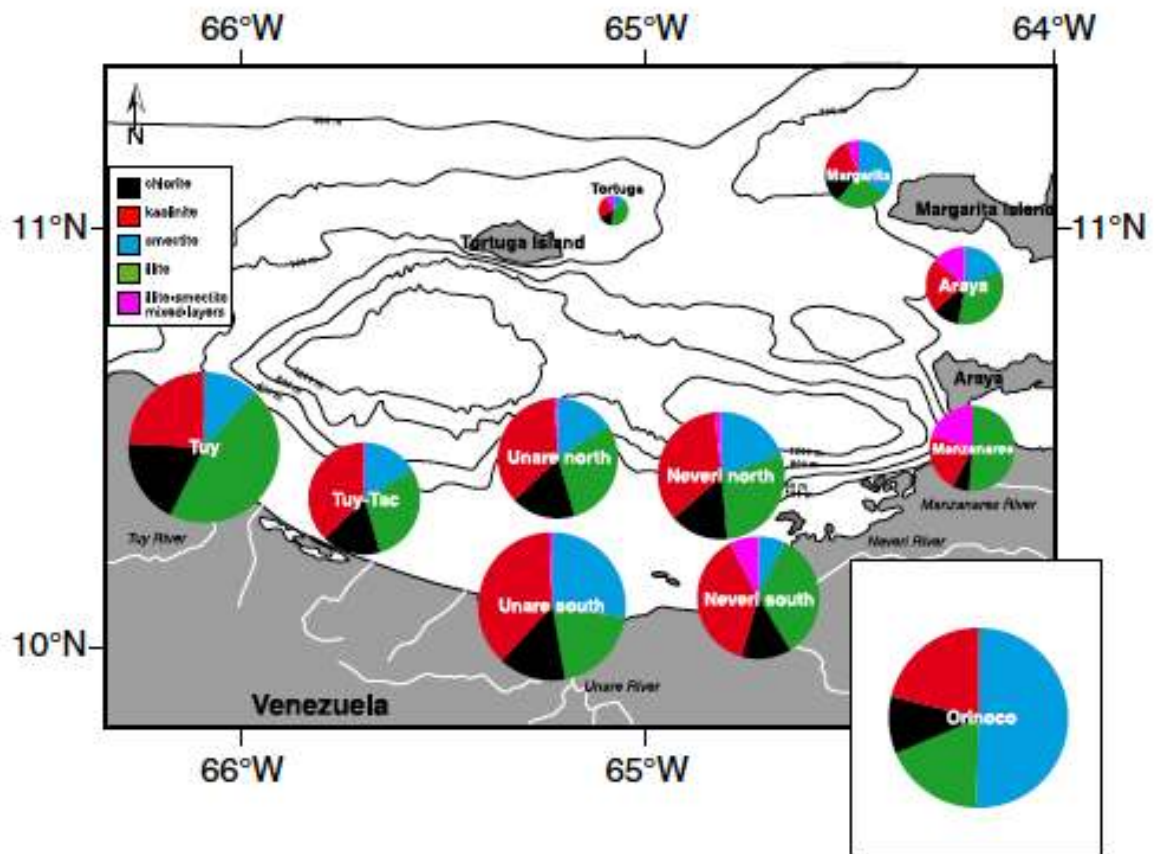 66°W 65°W 64°W
N
chlorite
kaolinite
smectite
illite
illite+smectite
mixed-layers
Margarita
Tortuga
11°N 11°N
Margarita Island
Tortuga Island
Araya
Araya
Tuy
Unare north
Manzanares
Neveri north
Tuy-Tac
Manzanares River
Tuy River
Neveri River
Neveri south
Unare south
10°N
Unare River
Venezuela
Orinoco
66°W 65°W